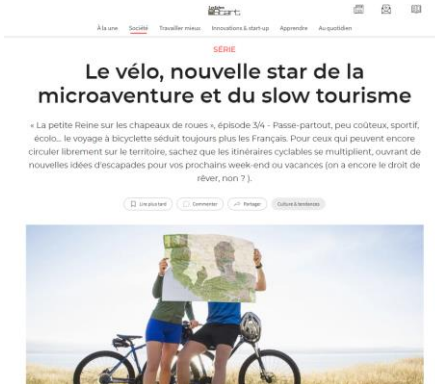 Les Echos
START
À la une Société Travailler mieux Innovations & start-up Apprendre Au quotidien
SÉRIE
Le vélo, nouvelle star de la
microaventure et du slow tourisme
« La petite Reine sur les chapeaux de roues », épisode 3/4 - Passe-partout, peu coûteux, sportif,
écolo... le voyage à bicyclette séduit toujours plus les Français. Pour ceux qui peuvent encore
circuler librement sur le territoire, sachez que les itinéraires cyclables se multiplient, ouvrant de
nouvelles idées d'escapades pour vos prochains week-end ou vacances (on a encore le droit de
rêver, non ? ).
Lire plus tard Commenter Partager Culture & tendances